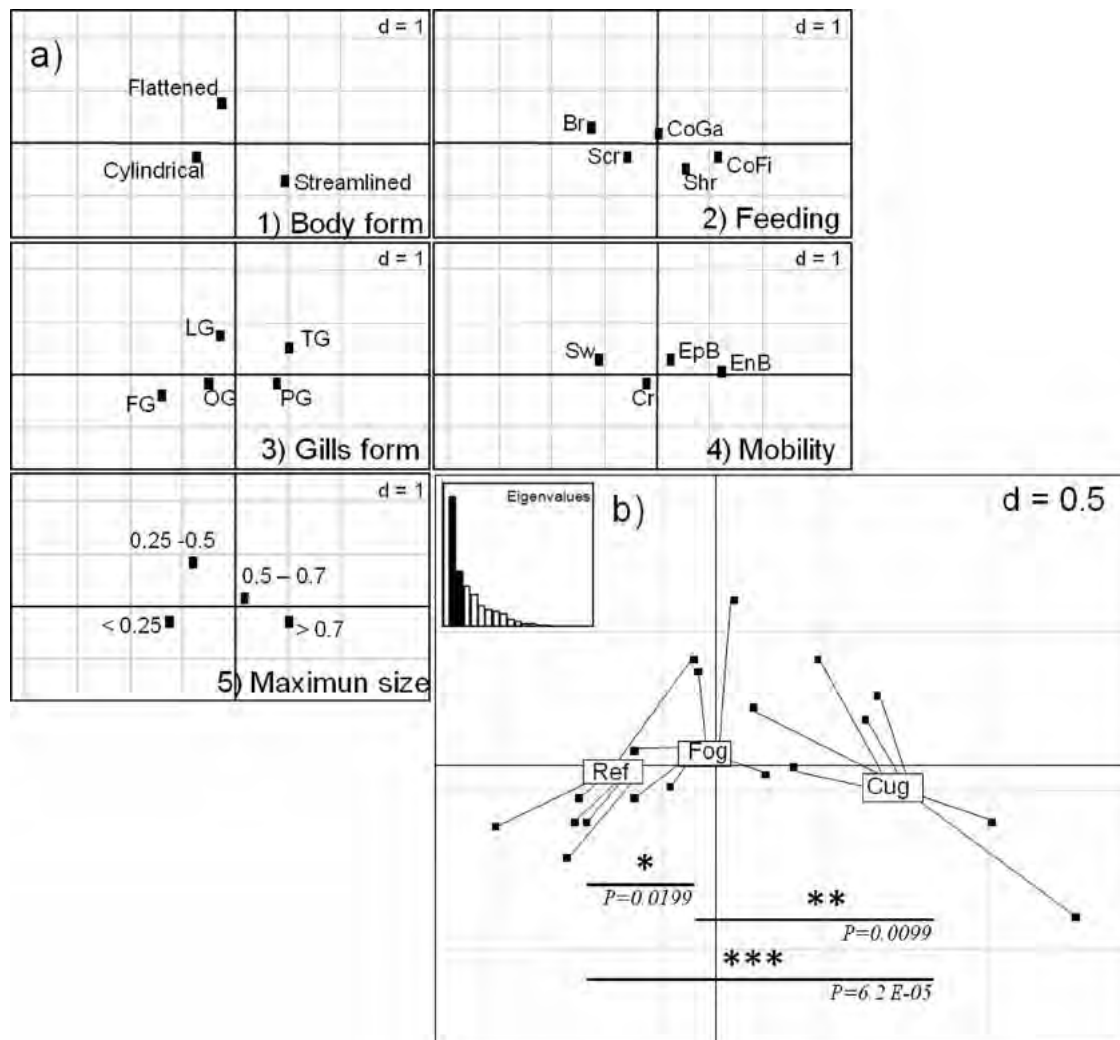 a)
d = 1
Flattened
Cylindrical
Streamlined
1) Body form
d = 1
Br
CoGa
Scr
CoFi
Shr
2) Feeding
d = 1
LG
TG
FG
OG
PG
3) Gills form
d = 1
Sw
EpB
EnB
Cr
4) Mobility
d = 1
0.25 -0.5
0.5 – 0.7
< 0.25
> 0.7
5) Maximun size
Eigenvalues
b)
d = 0.5
Fog
Ref
Cug
*
P=0.0199
**
P=0.0099
***
P=6.2 E-05